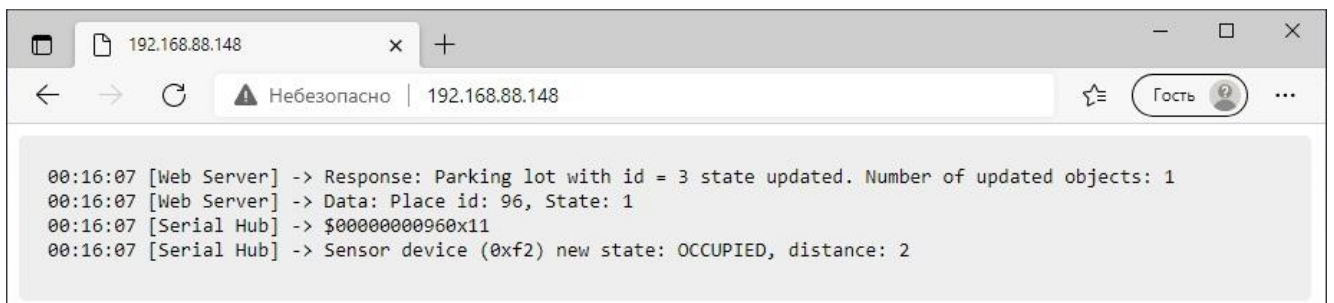 192.168.88.148
Небезопасно | 192.168.88.148
Гость
00:16:07 [Web Server] -> Response: Parking lot with id = 3 state updated. Number of updated objects: 1
00:16:07 [Web Server] -> Data: Place id: 96, State: 1
00:16:07 [Serial Hub] -> $00000000960x11
00:16:07 [Serial Hub] -> Sensor device (0xf2) new state: OCCUPIED, distance: 2